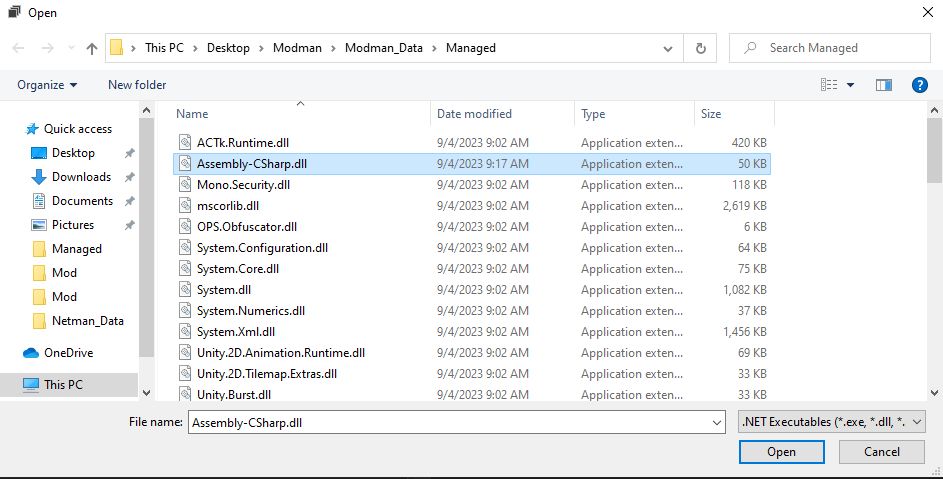 Open
This PC > Desktop > Modman > Modman_Data > Managed
Search Managed
Organize
New folder
Quick access
Desktop
Downloads
Documents
Pictures
Managed
Mod
Mod
Netman_Data
OneDrive
This PC
Name Date modified Type Size
ACTk.Runtime.dll 9/4/2023 9:02 AM Application exten... 420 KB
Assembly-CSharp.dll 9/4/2023 9:17 AM Application exten... 50 KB
Mono.Security.dll 9/4/2023 9:02 AM Application exten... 118 KB
mscorlib.dll 9/4/2023 9:02 AM Application exten... 2,619 KB
OPS.Obfuscator.dll 9/4/2023 9:02 AM Application exten... 6 KB
System.Configuration.dll 9/4/2023 9:02 AM Application exten... 64 KB
System.Core.dll 9/4/2023 9:02 AM Application exten... 75 KB
System.dll 9/4/2023 9:02 AM Application exten... 1,082 KB
System.Numerics.dll 9/4/2023 9:02 AM Application exten... 37 KB
System.Xml.dll 9/4/2023 9:02 AM Application exten... 1,456 KB
Unity.2D.Animation.Runtime.dll 9/4/2023 9:02 AM Application exten... 69 KB
Unity.2D.Tilemap.Extras.dll 9/4/2023 9:02 AM Application exten... 33 KB
Unity.Burst.dll 9/4/2023 9:02 AM Application exten... 33 KB
File name: Assembly-CSharp.dll
.NET Executables (*.exe, *.dll, *.
Open
Cancel